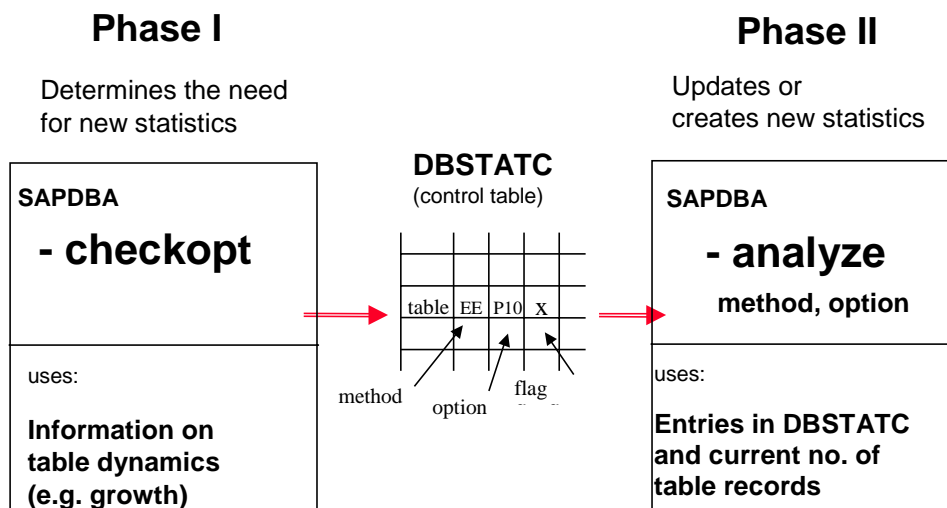 Phase I
Determines the need
for new statistics
SAPDBA
- checkopt
uses:
Information on
table dynamics
(e.g. growth)
DBSTATC
(control table)
table EE P10 X
method
option
flag
Phase II
Updates or
creates new statistics
SAPDBA
- analyze
method, option
uses:
Entries in DBSTATC
and current no. of
table records